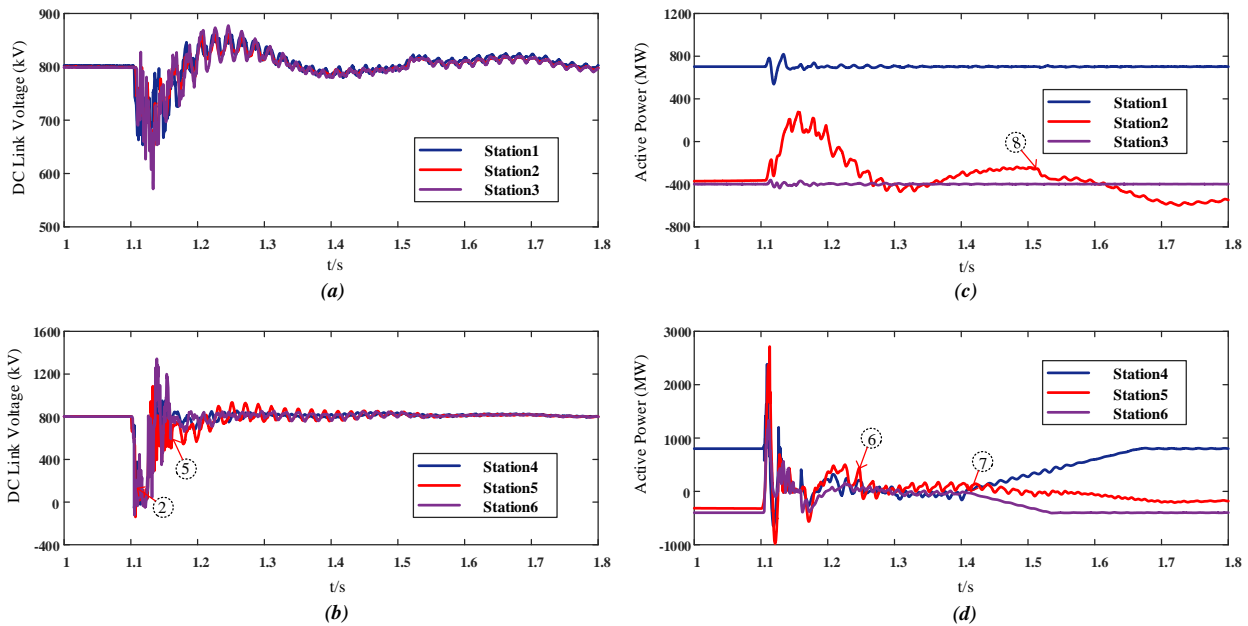 900
800
700
600
500
DC Link Voltage (kV)
Station1
Station2
Station3
1 1.1 1.2 1.3 1.4 1.5 1.6 1.7 1.8
t/s
(a)
1200
800
400
0
-400
-800
Active Power (MW)
Station1
Station2
Station3
8
1 1.1 1.2 1.3 1.4 1.5 1.6 1.7 1.8
t/s
(c)
1600
1200
800
400
0
-400
DC Link Voltage (kV)
5
2
Station4
Station5
Station6
1 1.1 1.2 1.3 1.4 1.5 1.6 1.7 1.8
t/s
(b)
3000
2000
1000
0
-1000
Active Power (MW)
Station4
Station5
Station6
6
7
1 1.1 1.2 1.3 1.4 1.5 1.6 1.7 1.8
t/s
(d)